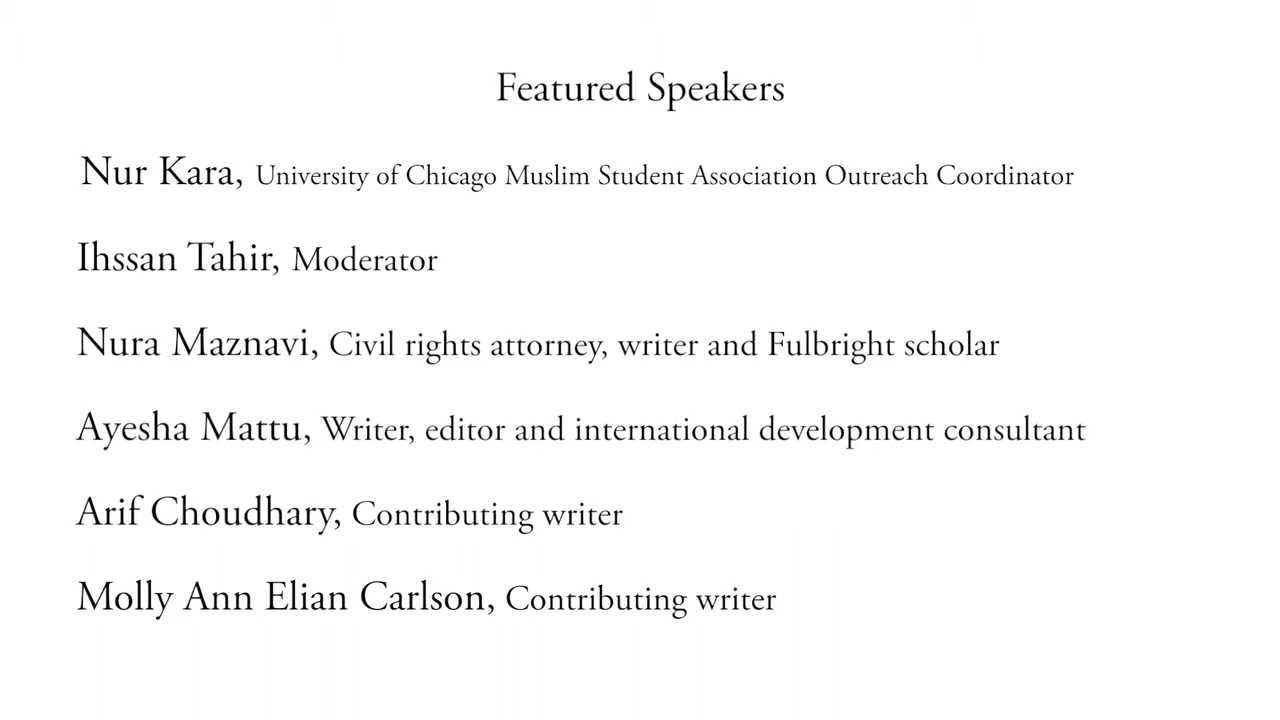 Featured Speakers
Nur Kara, University of Chicago Muslim Student Association Outreach Coordinator
Ihssan Tahir, Moderator
Nura Maznavi, Civil rights attorney, writer and Fulbright scholar
Ayesha Mattu, Writer, editor and international development consultant
Arif Choudhary, Contributing writer
Molly Ann Elian Carlson, Contributing writer